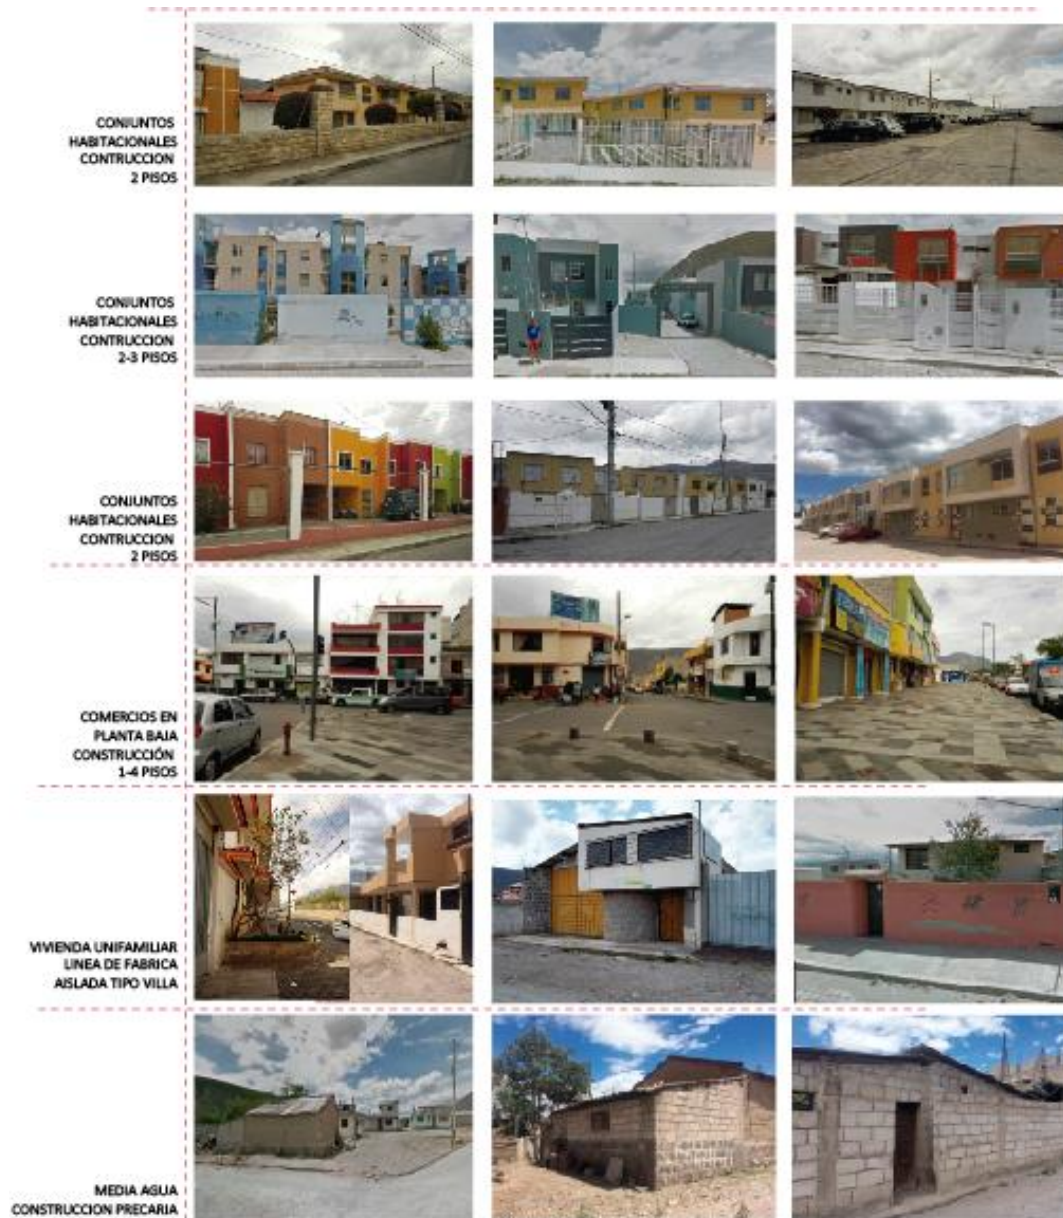 CONJUNTOS
HABITACIONALES
CONTRUCCION
2 PISOS
CONJUNTOS
HABITACIONALES
CONTRUCCION
2-3 PISOS
CONJUNTOS
HABITACIONALES
CONTRUCCION
2 PISOS
COMERCIOS EN
PLANTA BAJA
CONSTRUCCIÓN
1-4 PISOS
VIVIENDA UNIFAMILIAR
LINEA DE FABRICA
AISLADA TIPO VILLA
MEDIA AGUA
CONSTRUCCION PRECARIA